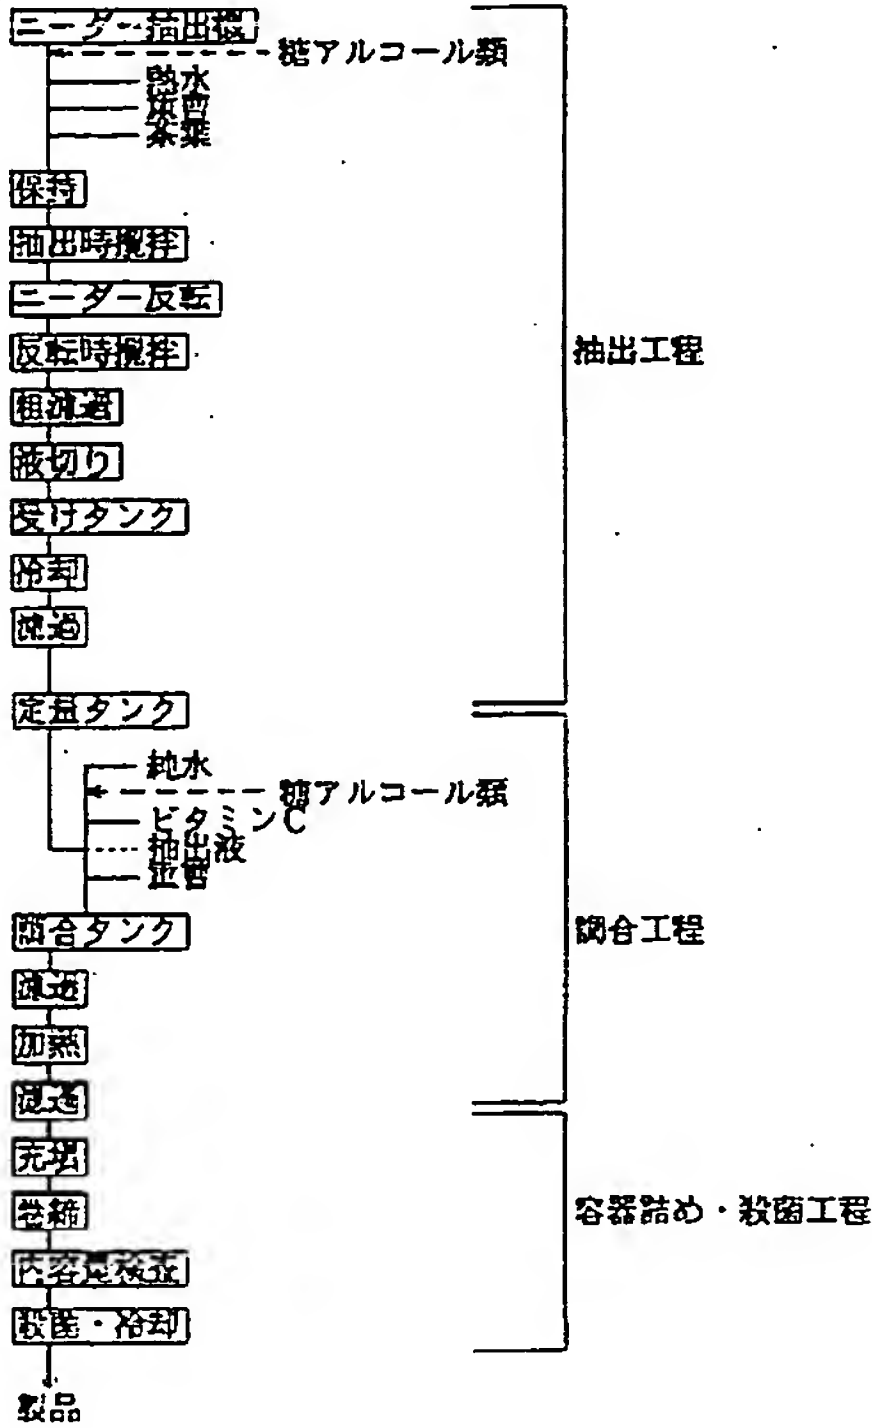 ニーダー抽出機
糖アルコール類
熱水
重曹
茶葉
保持
抽出時攪拌
ニーダー反転
反転時攪拌
粗濾過
液切り
受けタンク
冷却
濾過
定量タンク
抽出工程
純水
糖アルコール類
ビタミンC
抽出液
重曹
調合タンク
濾過
加熱
濾過
調合工程
充填
巻締
内容量検査
殺菌・冷却
容器詰め・殺菌工程
製品